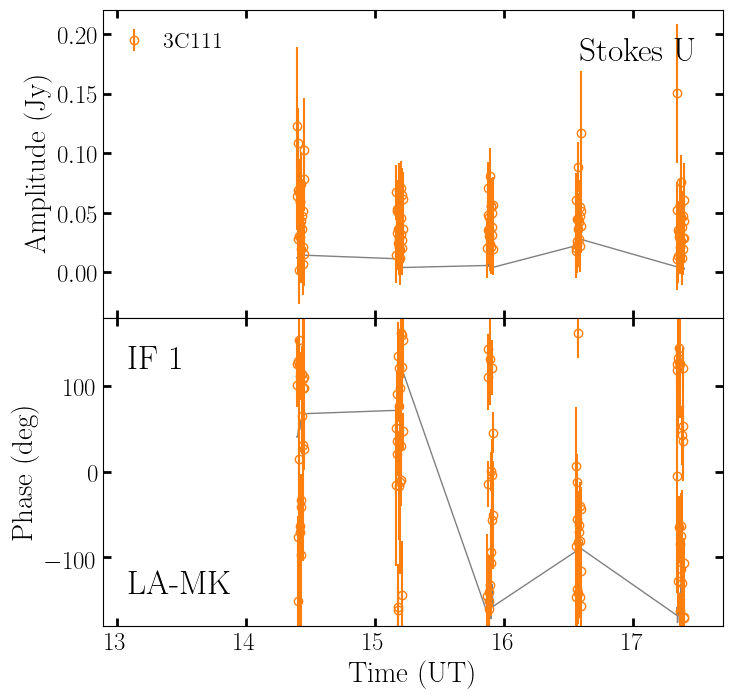 3C111
Stokes U
0.20
0.15
0.10
0.05
0.00
Amplitude (Jy)
IF 1
100
0
−100
Phase (deg)
LA-MK
13 14 15 16 17
Time (UT)